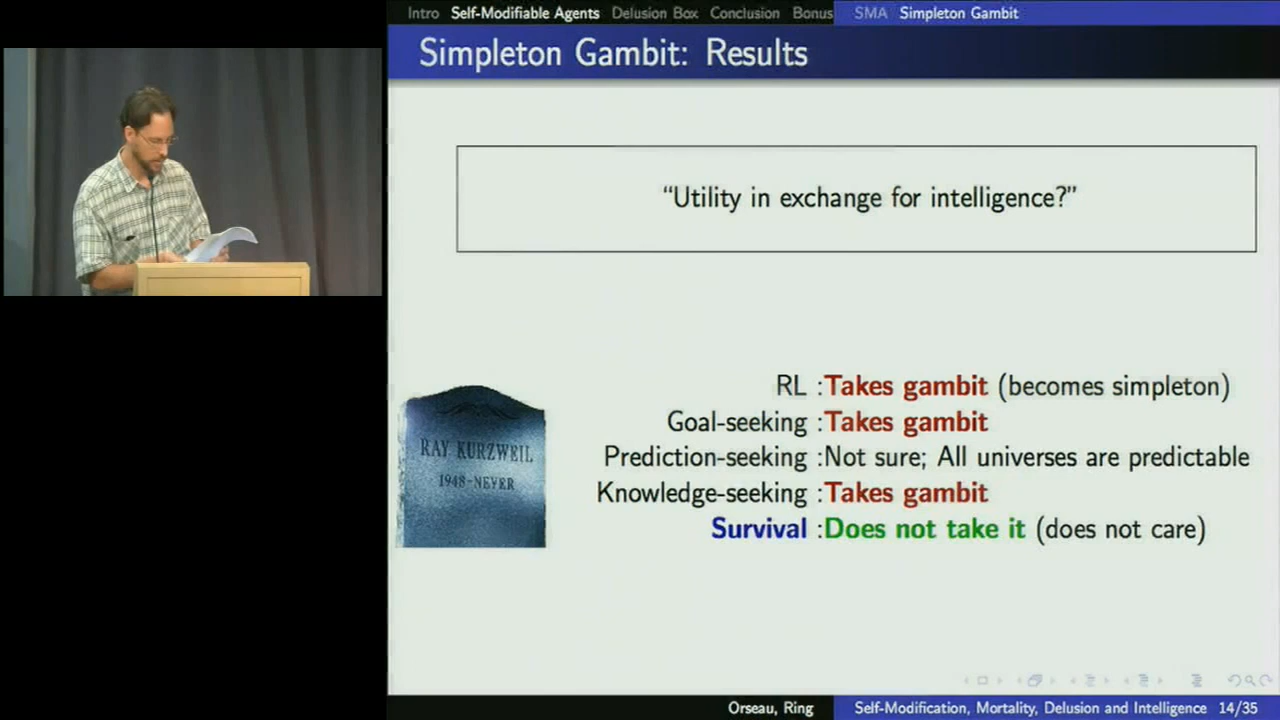 Intro Self-Modifiable Agents Delusion Box Conclusion Bonus SMA Simpleton Gambit
Simpleton Gambit: Results
“Utility in exchange for intelligence?”
RAY KURZWEIL
1948-NEVER
RL :Takes gambit (becomes simpleton)
Goal-seeking :Takes gambit
Prediction-seeking :Not sure; All universes are predictable
Knowledge-seeking :Takes gambit
Survival :Does not take it (does not care)
Orseau, Ring Self-Modification, Mortality, Delusion and Intelligence 14/35